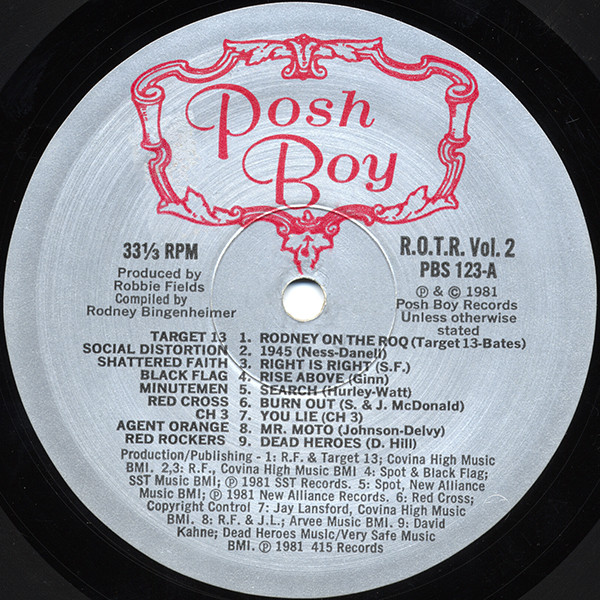 Posh
Boy
33⅓ RPM
Produced by
Robbie Fields
Compiled by
Rodney Bingenheimer
R.O.T.R. Vol. 2
PBS 123-A
℗ & © 1981
Posh Boy Records
Unless otherwise
stated
TARGET 13 1. RODNEY ON THE ROQ (Target 13-Bates)
SOCIAL DISTORTION 2. 1945 (Ness-Danell)
SHATTERED FAITH 3. RIGHT IS RIGHT (S.F.)
BLACK FLAG 4. RISE ABOVE (Ginn)
MINUTEMEN 5. SEARCH (Hurley-Watt)
RED CROSS 6. BURN OUT (S. & J. McDonald)
CH 3 7. YOU LIE (CH 3)
AGENT ORANGE 8. MR. MOTO (Johnson-Delvy)
RED ROCKERS 9. DEAD HEROES (D. Hill)
Production/Publishing - 1: R.F. & Target 13; Covina High Music
BMI. 2,3: R.F., Covina High Music BMI 4: Spot & Black Flag;
SST Music BMI; ℗ 1981 SST Records. 5: Spot, New Alliance
Music BMI; ℗ 1981 New Alliance Records. 6: Red Cross;
Copyright Control 7: Jay Lansford, Covina High Music
BMI. 8: R.F. & J.L.; Arvee Music BMI. 9: David
Kahne; Dead Heroes Music/Very Safe Music
BMI. ℗ 1981 415 Records